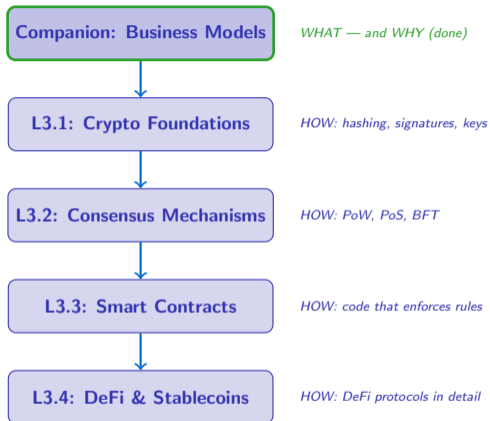 Companion: Business Models
WHAT — and WHY (done)
L3.1: Crypto Foundations
HOW: hashing, signatures, keys
L3.2: Consensus Mechanisms
HOW: PoW, PoS, BFT
L3.3: Smart Contracts
HOW: code that enforces rules
L3.4: DeFi & Stablecoins
HOW: DeFi protocols in detail